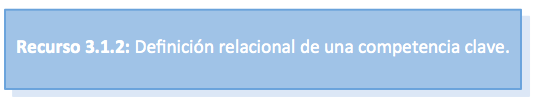 Recurso 3.1.2: Definición relacional de una competencia clave.